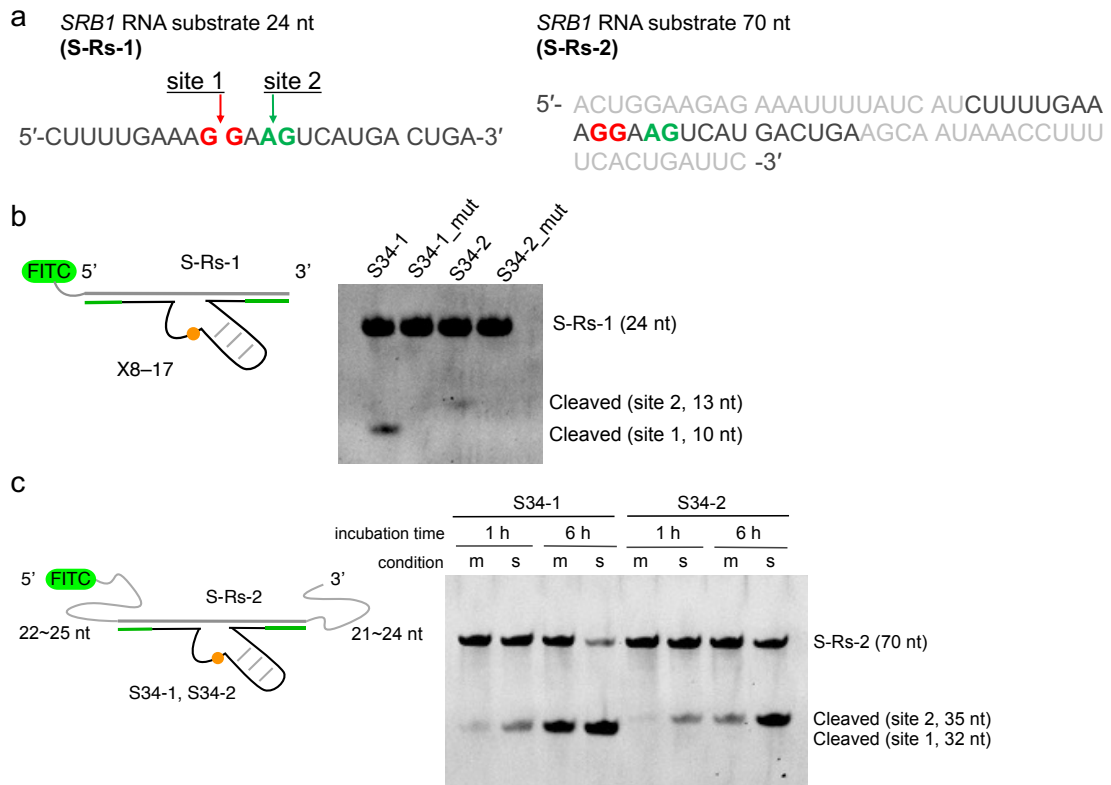 a
SRB1 RNA substrate 24 nt
(S-Rs-1)
site 1 site 2
5′-CUUUUGAAAG GAAGUCAUGA CUGA-3′
SRB1 RNA substrate 70 nt
(S-Rs-2)
5′- ACUGGAAGAG AAAUUUUAUC AUCUUUUGAA
AGGAAGUCAU GACUGAAGCA AUAAACCUUU
UCACUGAUUC -3′
b
FITC 5’ S-Rs-1 3’
X8–17
S34-1 S34-1_mut S34-2 S34-2_mut
S-Rs-1 (24 nt)
Cleaved (site 2, 13 nt)
Cleaved (site 1, 10 nt)
c
5’ FITC 3’
S-Rs-2
22~25 nt 21~24 nt
S34-1, S34-2
S34-1 S34-2
incubation time 1 h 6 h 1 h 6 h
condition m s m s m s m s
S-Rs-2 (70 nt)
Cleaved (site 2, 35 nt)
Cleaved (site 1, 32 nt)